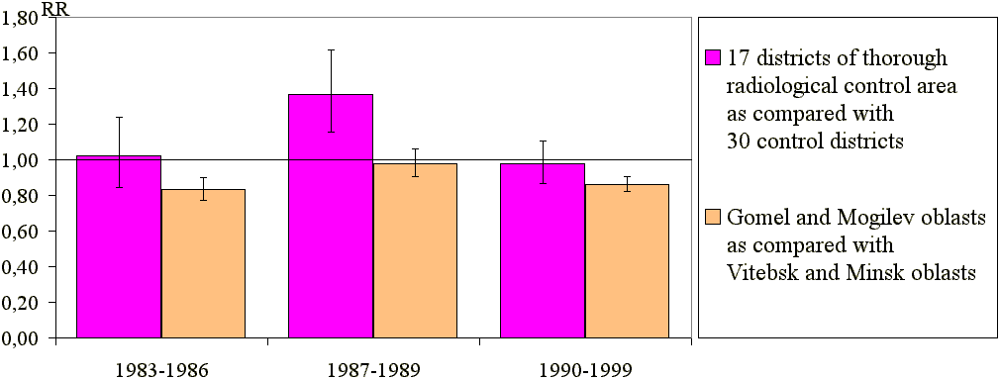 RR
1,80
1,60
1,40
1,20
1,00
0,80
0,60
0,40
0,20
0,00
1983-1986
1987-1989
1990-1999
17 districts of thorough
radiological control area
as compared with
30 control districts
Gomel and Mogilev oblasts
as compared with
Vitebsk and Minsk oblasts